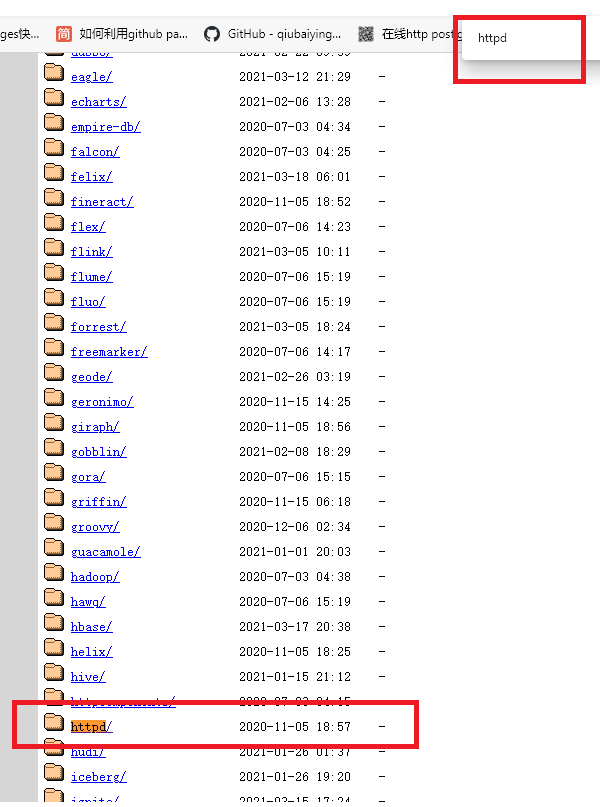 ges快... 简 如何利用github pa... GitHub - qiubaiying... 在线http post
httpd
dubbo/ 2021-02-22 09:39 -
eagle/ 2021-03-12 21:29 -
echarts/ 2021-02-06 13:28 -
empire-db/ 2020-07-03 04:34 -
falcon/ 2020-07-03 04:25 -
felix/ 2021-03-18 06:01 -
fineract/ 2020-11-05 18:52 -
flex/ 2020-07-06 14:23 -
flink/ 2021-03-05 10:11 -
flume/ 2020-07-06 15:19 -
fluo/ 2020-07-06 15:19 -
forrest/ 2021-03-05 18:24 -
freemarker/ 2020-07-06 14:17 -
geode/ 2021-02-26 03:19 -
geronimo/ 2020-11-15 14:25 -
giraph/ 2020-11-05 18:56 -
gobblin/ 2021-02-08 18:29 -
gora/ 2020-07-06 15:15 -
griffin/ 2020-11-15 06:18 -
groovy/ 2020-12-06 02:34 -
guacamole/ 2021-01-01 20:03 -
hadoop/ 2020-07-03 04:38 -
hawq/ 2020-07-06 15:19 -
hbase/ 2021-03-17 20:38 -
helix/ 2020-11-05 18:25 -
hive/ 2021-01-15 21:12 -
httpcomponents/ 2020-07-03 04:15 -
httpd/ 2020-11-05 18:57 -
hudi/ 2021-01-26 01:37 -
iceberg/ 2021-01-26 19:20 -
ignite/ 2021-03-15 17:24 -